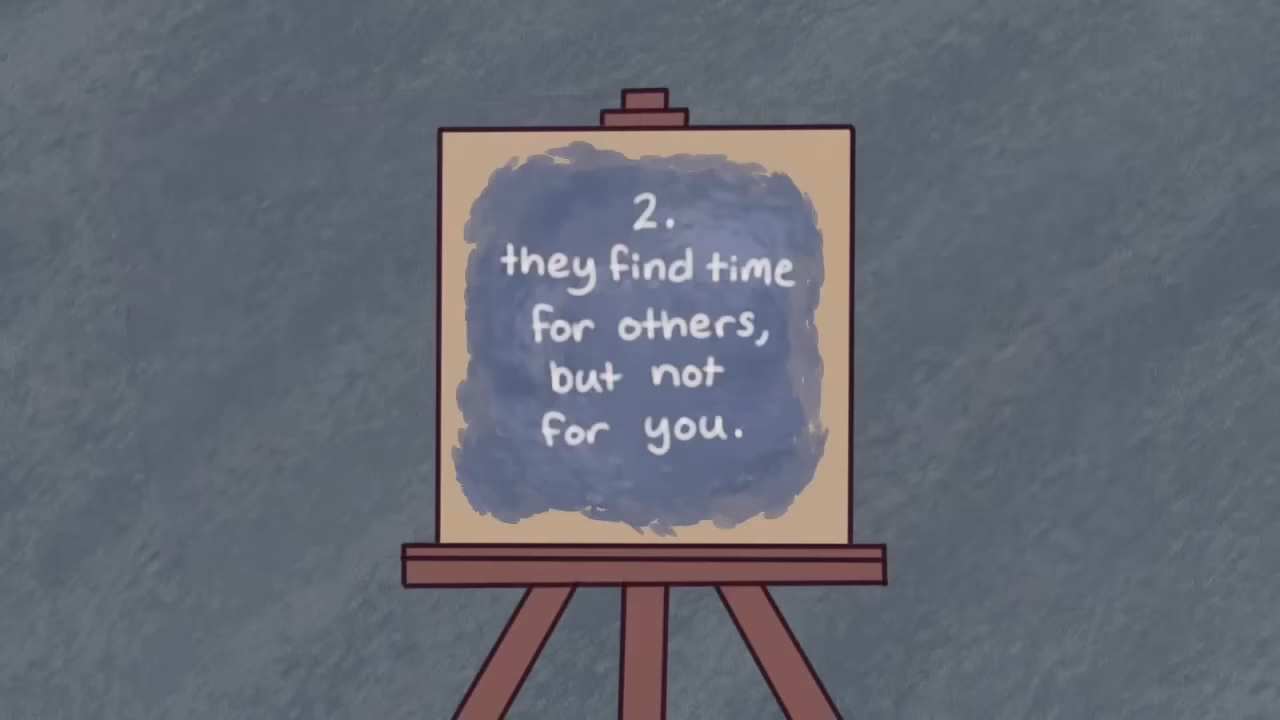 2.
they find time
for others,
but not
for you.